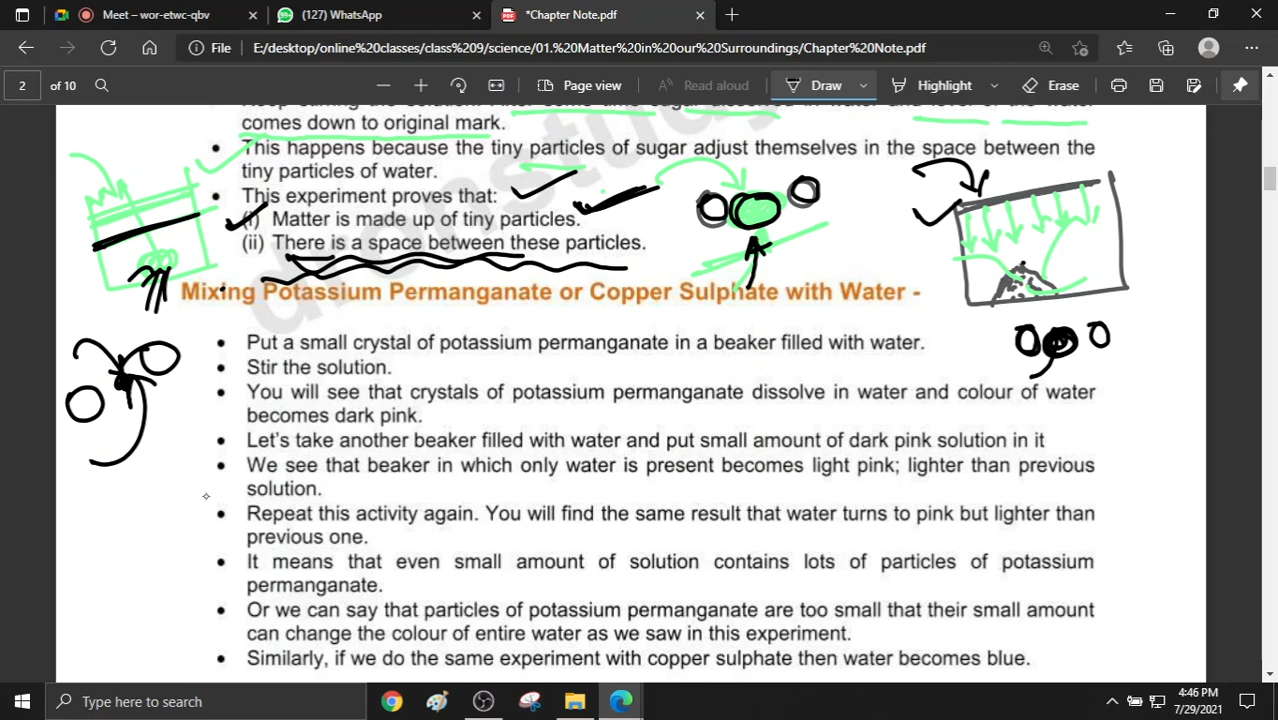 Meet – wor-etwc-qbv
(127) WhatsApp
*Chapter Note.pdf
File
E:/desktop/online%20classes/class%209/science/01.%20Matter%20in%20our%20Surroundings/Chapter%20Note.pdf
2 of 10
Page view
Read aloud
Draw
Highlight
Erase
comes down to original mark.
• This happens because the tiny particles of sugar adjust themselves in the space between the
tiny particles of water.
• This experiment proves that:
(i) Matter is made up of tiny particles.
(ii) There is a space between these particles.
Mixing Potassium Permanganate or Copper Sulphate with Water -
• Put a small crystal of potassium permanganate in a beaker filled with water.
• Stir the solution.
• You will see that crystals of potassium permanganate dissolve in water and colour of water
becomes dark pink.
• Let's take another beaker filled with water and put small amount of dark pink solution in it
• We see that beaker in which only water is present becomes light pink; lighter than previous
solution.
• Repeat this activity again. You will find the same result that water turns to pink but lighter than
previous one.
• It means that even small amount of solution contains lots of particles of potassium
permanganate.
• Or we can say that particles of potassium permanganate are too small that their small amount
can change the colour of entire water as we saw in this experiment.
• Similarly, if we do the same experiment with copper sulphate then water becomes blue.
Type here to search
4:46 PM
7/29/2021